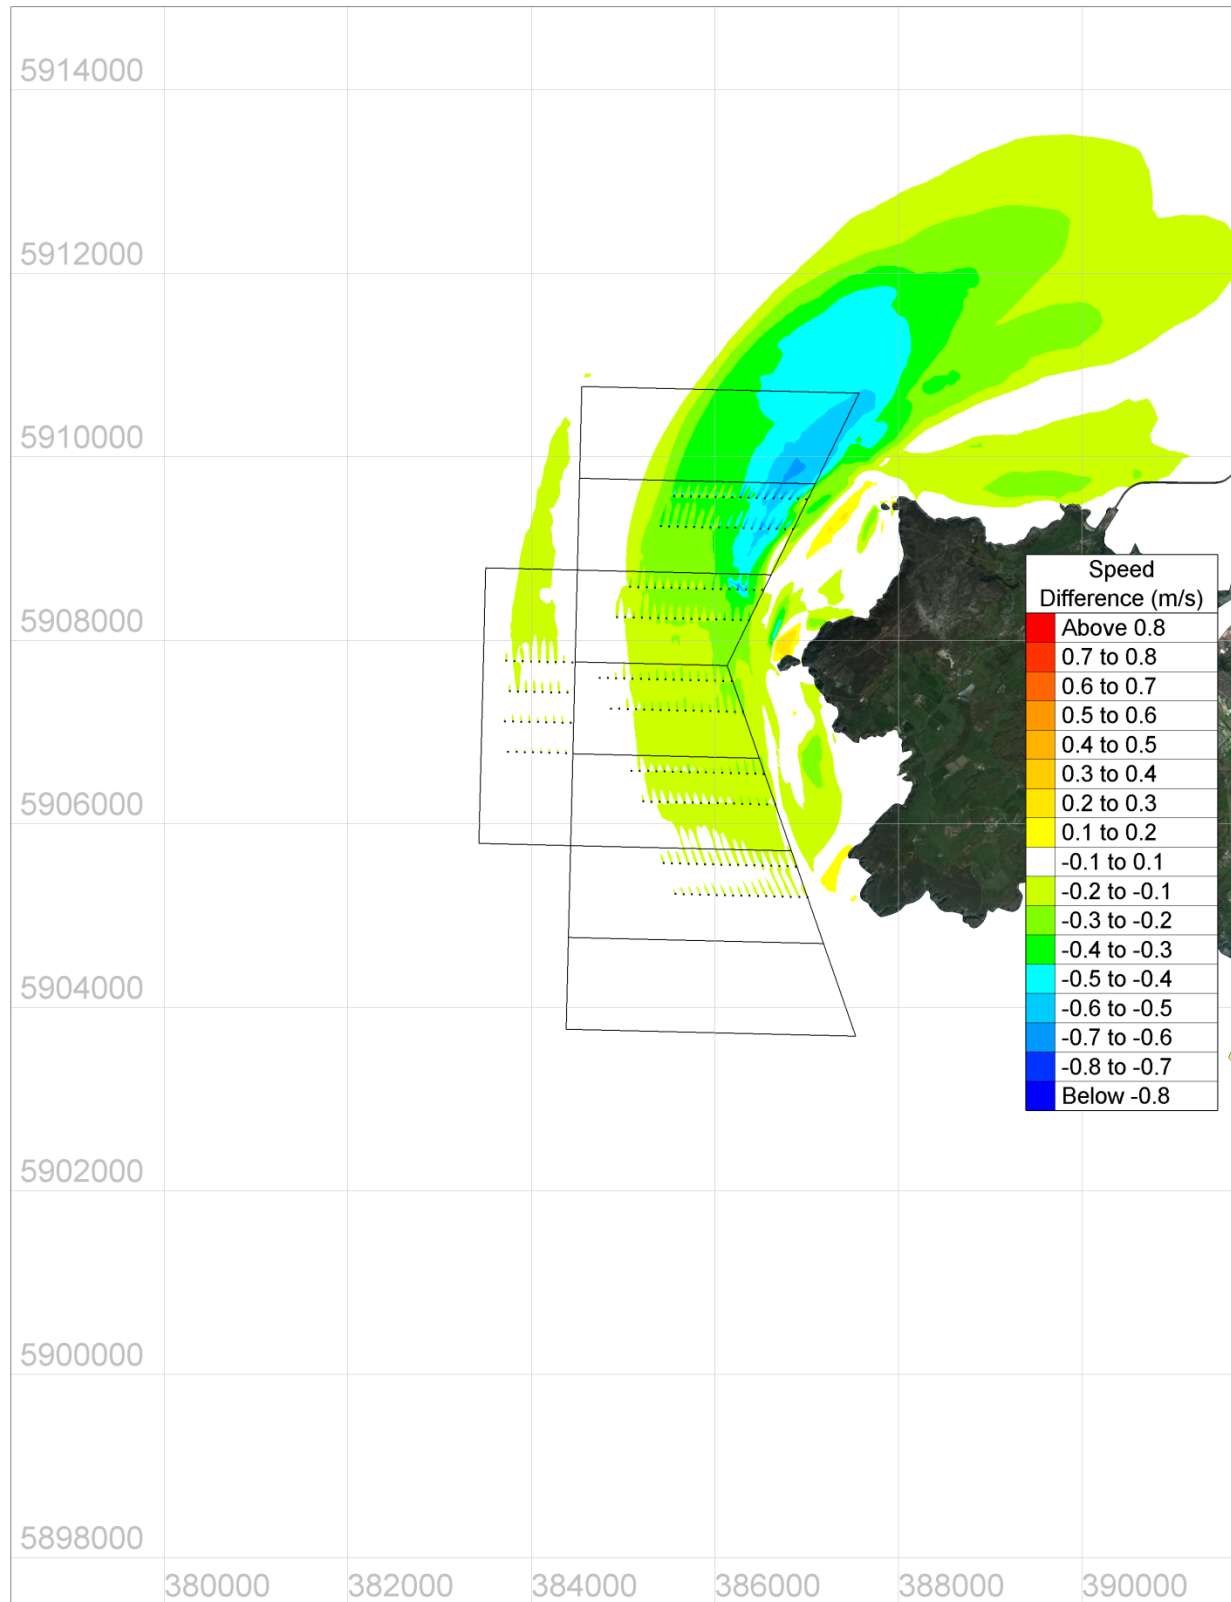 5914000
5912000
5910000
5908000
5906000
5904000
5902000
5900000
5898000
380000
382000
384000
386000
388000
390000
Speed
Difference (m/s)
Above 0.8
0.7 to 0.8
0.6 to 0.7
0.5 to 0.6
0.4 to 0.5
0.3 to 0.4
0.2 to 0.3
0.1 to 0.2
-0.1 to 0.1
-0.2 to -0.1
-0.3 to -0.2
-0.4 to -0.3
-0.5 to -0.4
-0.6 to -0.5
-0.7 to -0.6
-0.8 to -0.7
Below -0.8